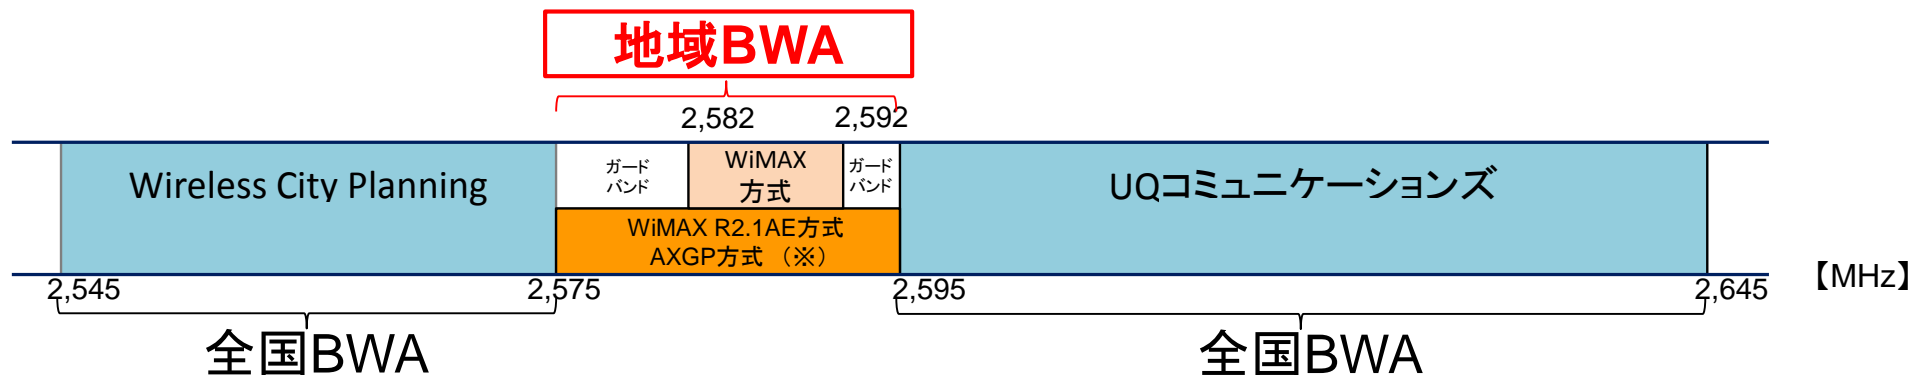 地域BWA
2,582
2,592
Wireless City Planning
ガード
バンド
WiMAX
方式
ガード
バンド
UQコミュニケーションズ
WiMAX R2.1AE方式
AXGP方式 （※）
2,545
2,575
2,595
2,645
【MHz】
全国BWA
全国BWA